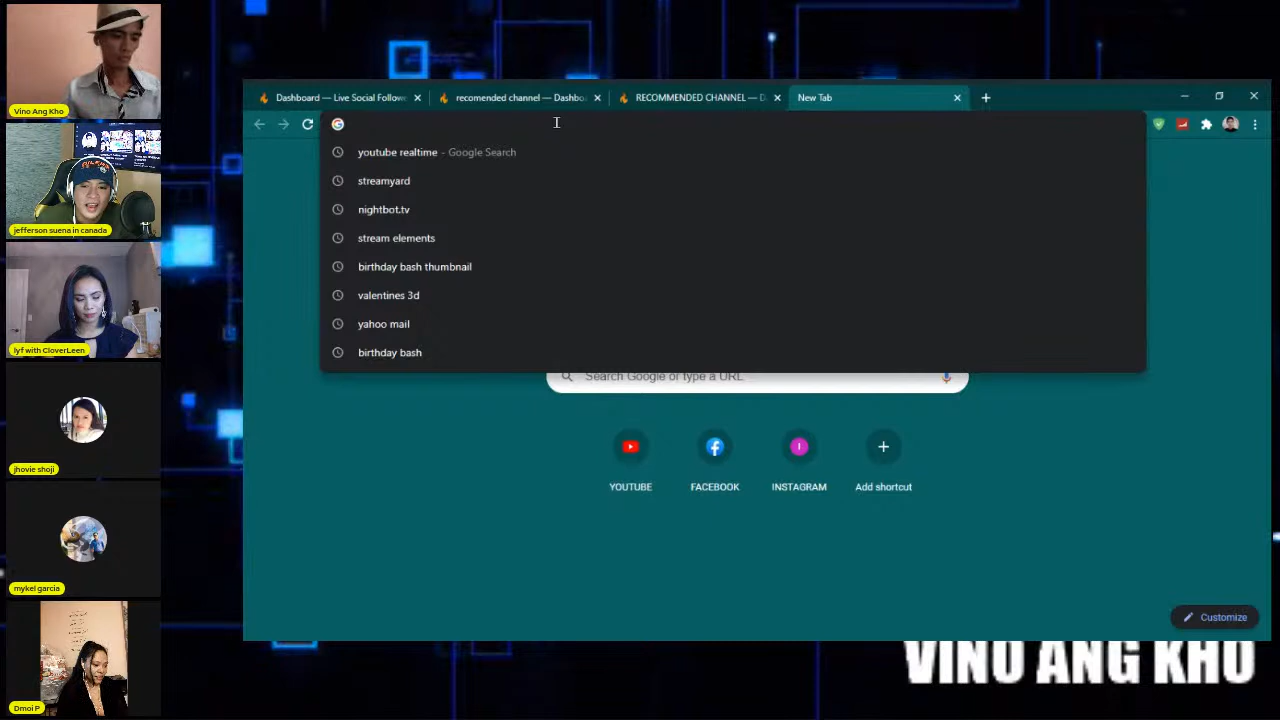 Vino Ang Kho
jefferson suena in canada
lyf with CloverLeen
jhovie shoji
mykel garcia
Dmoi P
Dashboard — Live Social Follow
recomended channel — Dashbo
RECOMMENDED CHANNEL — D
New Tab
youtube realtime - Google Search
streamyard
nightbot.tv
stream elements
birthday bash thumbnail
valentines 3d
yahoo mail
birthday bash
Search Google or type a URL
YOUTUBE
FACEBOOK
I
INSTAGRAM
Add shortcut
Customize
VINO ANG KHO